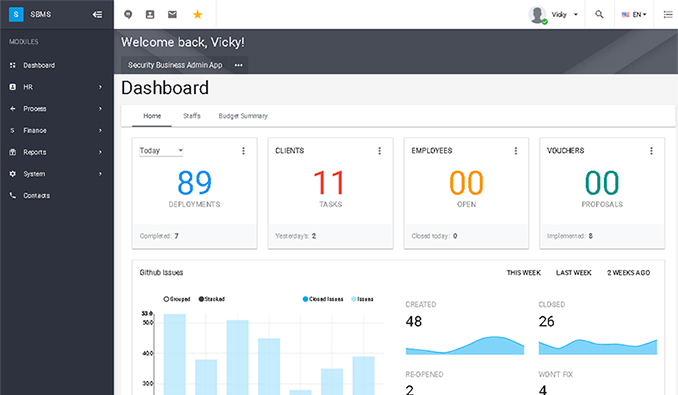 S SBMS
Vicky
EN
MODULES
Dashboard
HR
Process
S Finance
Reports
System
Contacts
Welcome back, Vicky!
Security Business Admin App
Dashboard
Home Staffs Budget Summary
Today
89
DEPLOYMENTS
Completed: 7
CLIENTS
11
TASKS
Yesterday's: 2
EMPLOYEES
00
OPEN
Closed today: 0
VOUCHERS
00
PROPOSALS
Implemented: 8
Github Issues
THIS WEEK LAST WEEK 2 WEEKS AGO
Grouped Stacked Closed Issues Issues
53.0
50.0
40.0
30.0
CREATED
48
CLOSED
26
RE-OPENED
2
WON'T FIX
4